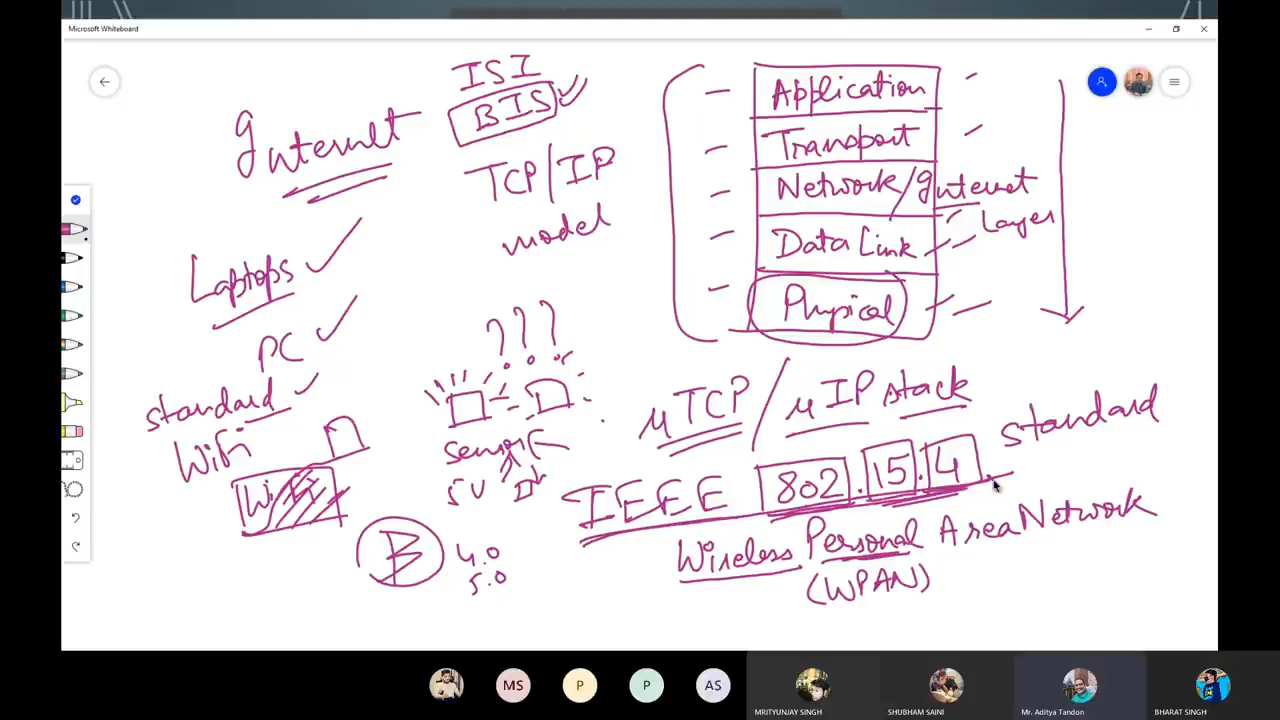 Microsoft Whiteboard
ISI
BIS
Internet
TCP/IP
model
Laptops
PC
standard
WiFi
Application
Transport
Network/Internet
Layer
Data Link
Physical
? ? ?
Sensor
5V
4.0
5.0
μTCP/μIP stack
IEEE 802.15.4 standard
Wireless Personal Area Network
(WPAN)
MS
P
P
AS
MRITYUNJAY SINGH
SHUBHAM SAINI
Mr. Aditya Tandon
BHARAT SINGH